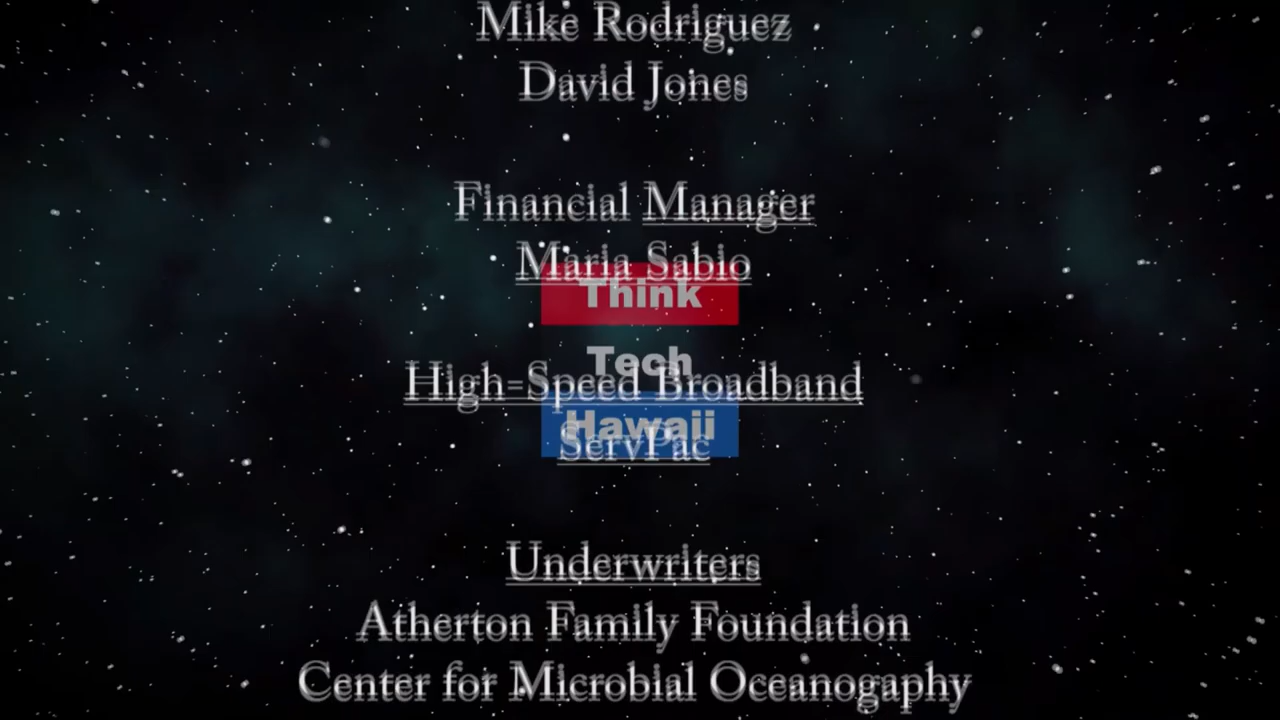 Mike Rodriguez
David Jones
Financial Manager
Maria Sabio
Think
Tech
High-Speed Broadband
Hawaii
ServPac
Underwriters
Atherton Family Foundation
Center for Microbial Oceanogaphy